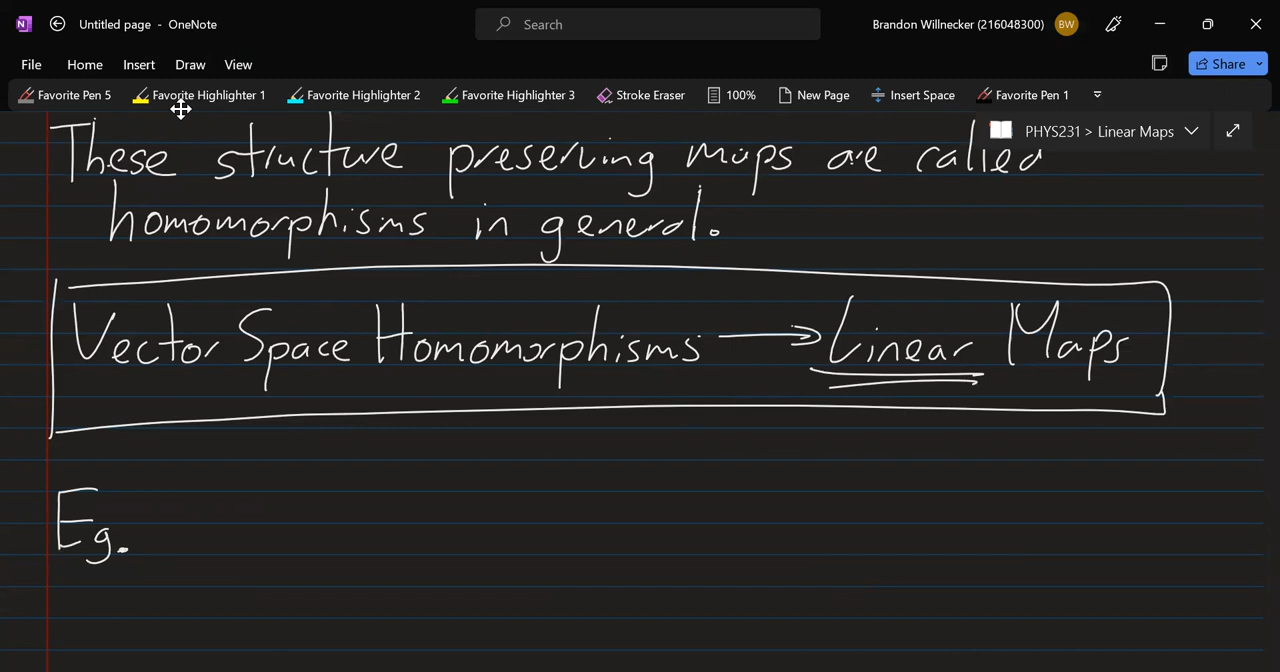 Untitled page - OneNote
Search
Brandon Willnecker (216048300) BW
File Home Insert Draw View
Share
Favorite Pen 5 Favorite Highlighter 1 Favorite Highlighter 2 Favorite Highlighter 3 Stroke Eraser 100% New Page Insert Space Favorite Pen 1
PHYS231 > Linear Maps
These structure preserving maps are called
homomorphisms in general.
Vector Space Homomorphisms → Linear Maps
Eg.